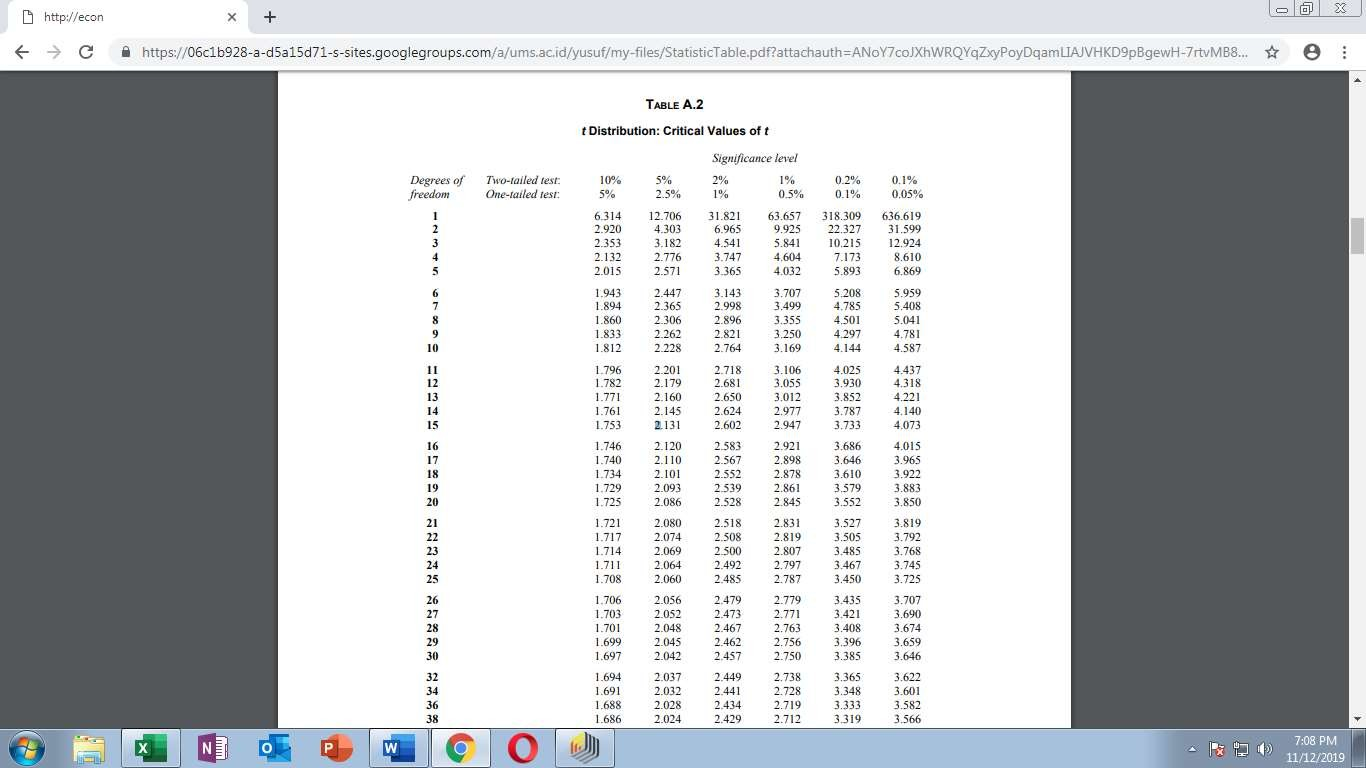 http://econ
https://06c1b928-a-d5a15d71-s-sites.googlegroups.com/a/ums.ac.id/yusuf/my-files/StatisticTable.pdf?attachauth=ANoY7coJXhWRQYqZxyPoyDqamLIAJVHKD9pBgewH-7rtvMB8...
TABLE A.2
t Distribution: Critical Values of t
Significance level
Degrees of Two-tailed test: 10% 5% 2% 1% 0.2% 0.1%
freedom One-tailed test: 5% 2.5% 1% 0.5% 0.1% 0.05%
1 6.314 12.706 31.821 63.657 318.309 636.619
2 2.920 4.303 6.965 9.925 22.327 31.599
3 2.353 3.182 4.541 5.841 10.215 12.924
4 2.132 2.776 3.747 4.604 7.173 8.610
5 2.015 2.571 3.365 4.032 5.893 6.869
6 1.943 2.447 3.143 3.707 5.208 5.959
7 1.894 2.365 2.998 3.499 4.785 5.408
8 1.860 2.306 2.896 3.355 4.501 5.041
9 1.833 2.262 2.821 3.250 4.297 4.781
10 1.812 2.228 2.764 3.169 4.144 4.587
11 1.796 2.201 2.718 3.106 4.025 4.437
12 1.782 2.179 2.681 3.055 3.930 4.318
13 1.771 2.160 2.650 3.012 3.852 4.221
14 1.761 2.145 2.624 2.977 3.787 4.140
15 1.753 2.131 2.602 2.947 3.733 4.073
16 1.746 2.120 2.583 2.921 3.686 4.015
17 1.740 2.110 2.567 2.898 3.646 3.965
18 1.734 2.101 2.552 2.878 3.610 3.922
19 1.729 2.093 2.539 2.861 3.579 3.883
20 1.725 2.086 2.528 2.845 3.552 3.850
21 1.721 2.080 2.518 2.831 3.527 3.819
22 1.717 2.074 2.508 2.819 3.505 3.792
23 1.714 2.069 2.500 2.807 3.485 3.768
24 1.711 2.064 2.492 2.797 3.467 3.745
25 1.708 2.060 2.485 2.787 3.450 3.725
26 1.706 2.056 2.479 2.779 3.435 3.707
27 1.703 2.052 2.473 2.771 3.421 3.690
28 1.701 2.048 2.467 2.763 3.408 3.674
29 1.699 2.045 2.462 2.756 3.396 3.659
30 1.697 2.042 2.457 2.750 3.385 3.646
32 1.694 2.037 2.449 2.738 3.365 3.622
34 1.691 2.032 2.441 2.728 3.348 3.601
36 1.688 2.028 2.434 2.719 3.333 3.582
38 1.686 2.024 2.429 2.712 3.319 3.566
7:08 PM
11/12/2019